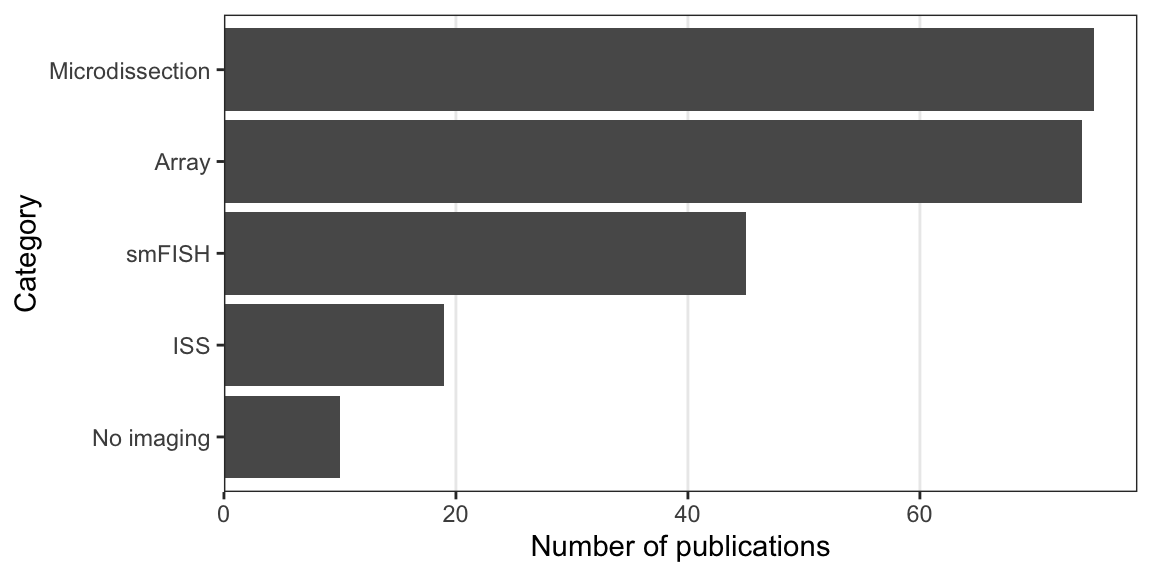 Microdissection
Array
smFISH
ISS
No imaging
Category
0 20 40 60
Number of publications